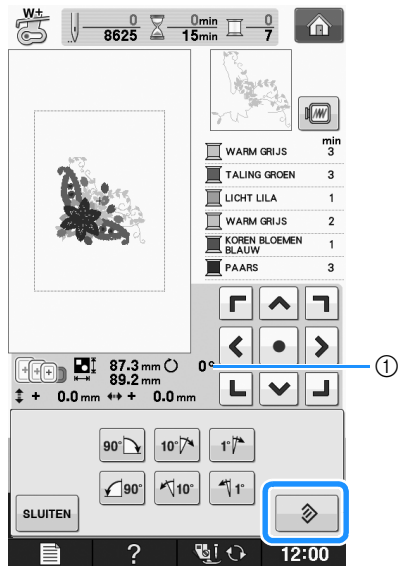 W+
0 0min 0
8625 15min 7
min
WARM GRIJS 3
TALING GROEN 3
LICHT LILA 1
WARM GRIJS 2
KOREN BLOEMEN
BLAUW 1
PAARS 3
87.3 mm 0°
89.2 mm
+ 0.0 mm + 0.0 mm
①
90° 10° 1°
90° 10° 1°
SLUITEN
? 12:00